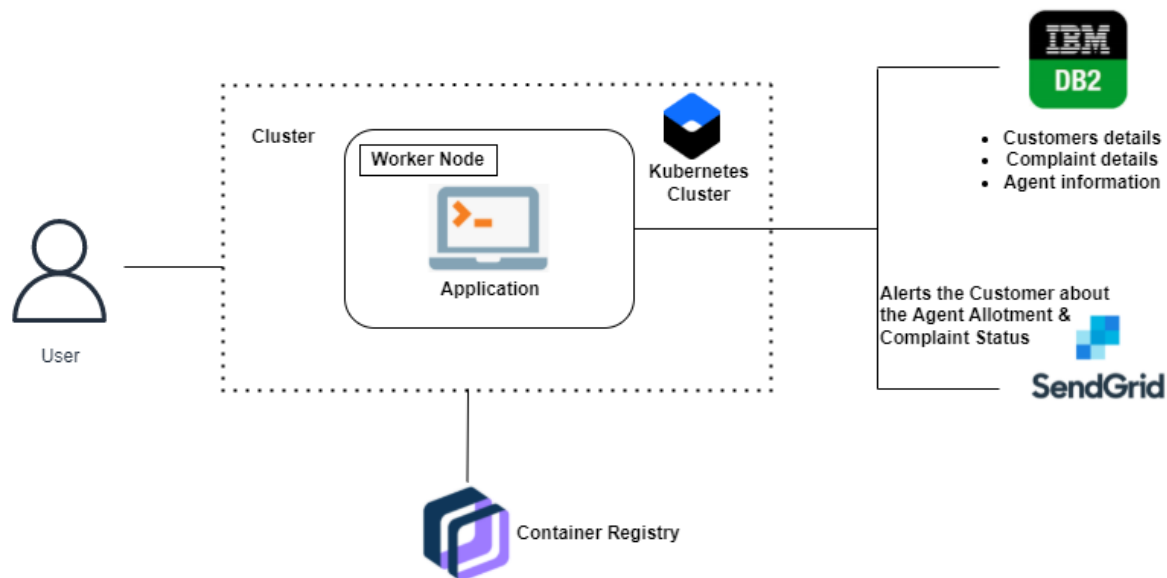 IBM
DB2
• Customers details
• Complaint details
• Agent information
Cluster
Worker Node
Kubernetes
Cluster
Application
User
Alerts the Customer about
the Agent Allotment &
Complaint Status
SendGrid
Container Registry